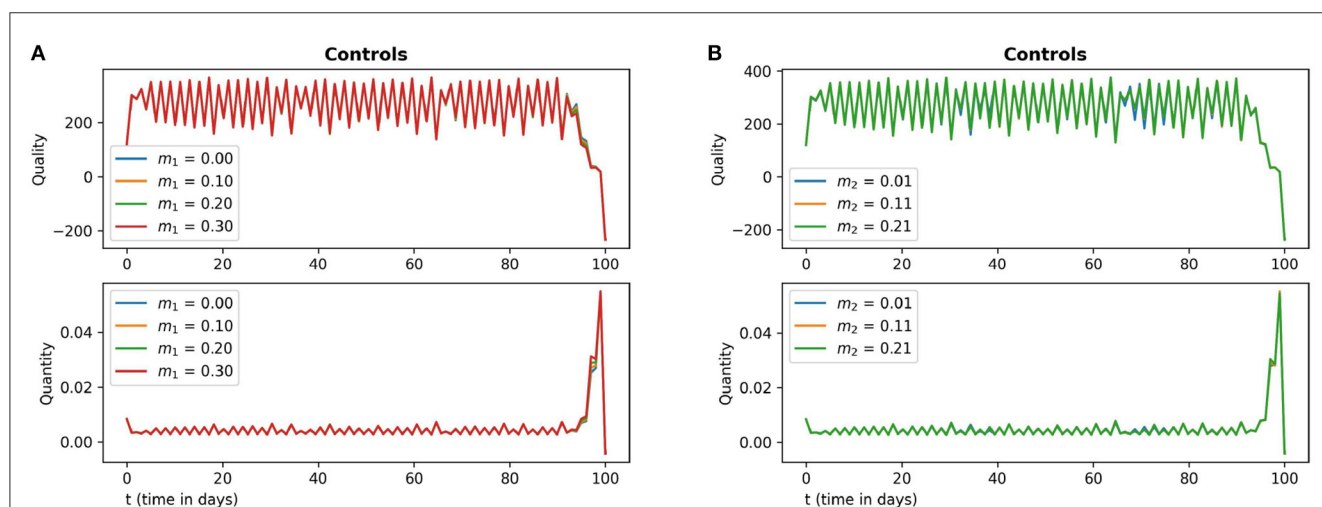 A
Controls
Quality
200
0
−200
m1 = 0.00
m1 = 0.10
m1 = 0.20
m1 = 0.30
0 20 40 60 80 100
Quantity
0.04
0.02
0.00
m1 = 0.00
m1 = 0.10
m1 = 0.20
m1 = 0.30
0 20 40 60 80 100
t (time in days)
B
Controls
Quality
400
200
0
−200
m2 = 0.01
m2 = 0.11
m2 = 0.21
0 20 40 60 80 100
Quantity
0.04
0.02
0.00
m2 = 0.01
m2 = 0.11
m2 = 0.21
0 20 40 60 80 100
t (time in days)